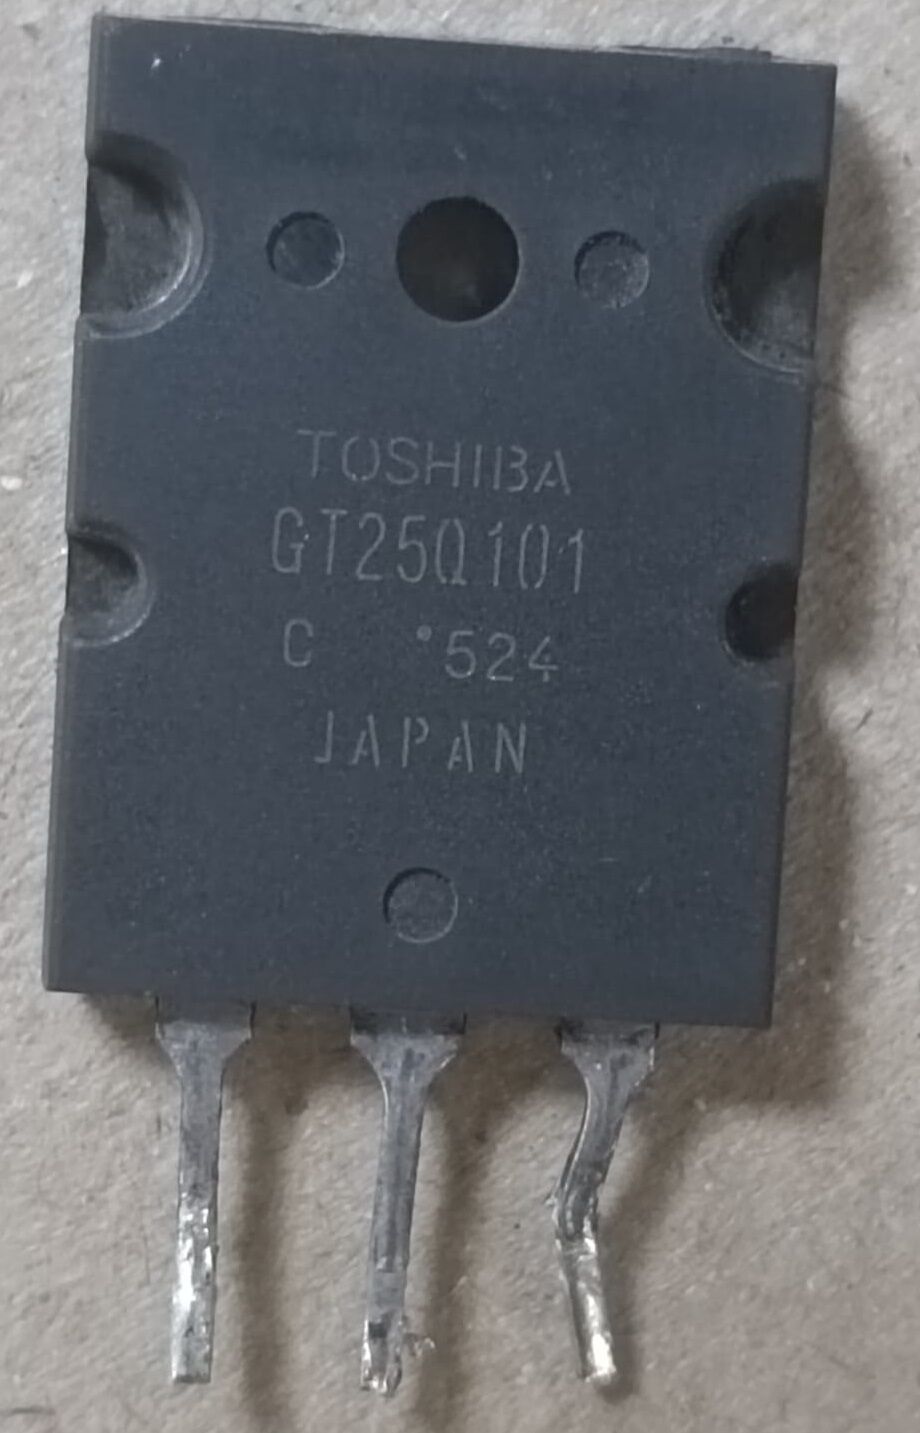 TOSHIBA
GT25Q101
C °524
JAPAN